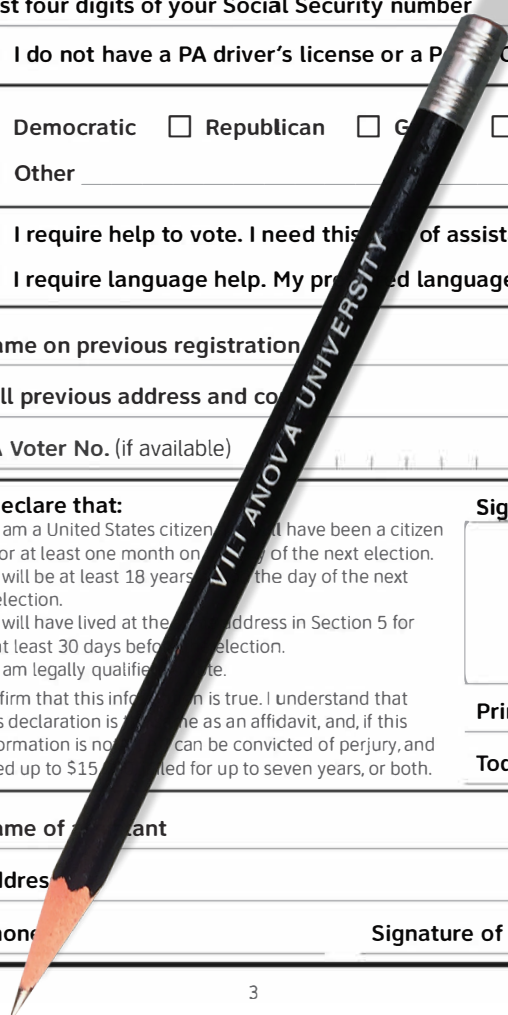 st four digits of your Social Security number
I do not have a PA driver's license or a P
Democratic ☐ Republican ☐ G ☐
Other
I require help to vote. I need this of assist
I require language help. My pr ed language
ame on previous registration
ll previous address and co
A Voter No. (if available)
eclare that:
am a United States citizen ll have been a citizen
or at least one month on of the next election.
will be at least 18 years the day of the next
election.
will have lived at the address in Section 5 for
at least 30 days befo election.
am legally qualifie te.
firm that this info n is true. I understand that
s declaration is e as an affidavit, and, if this
ormation is no can be convicted of perjury, and
ed up to $15 led for up to seven years, or both.
Sig
Pri
Tod
ame of a tant
ddres
hone
Signature of
3
VILLANOVA UNIVERSITY